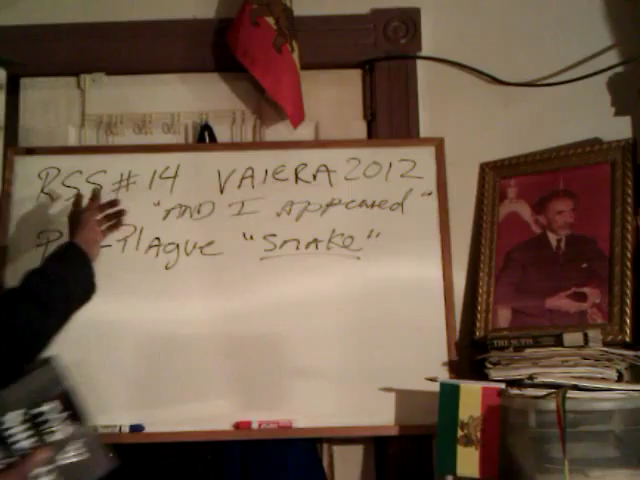 RSS #14 VAIERA 2012
"AND I Appeared"
Plague "SNAKE"